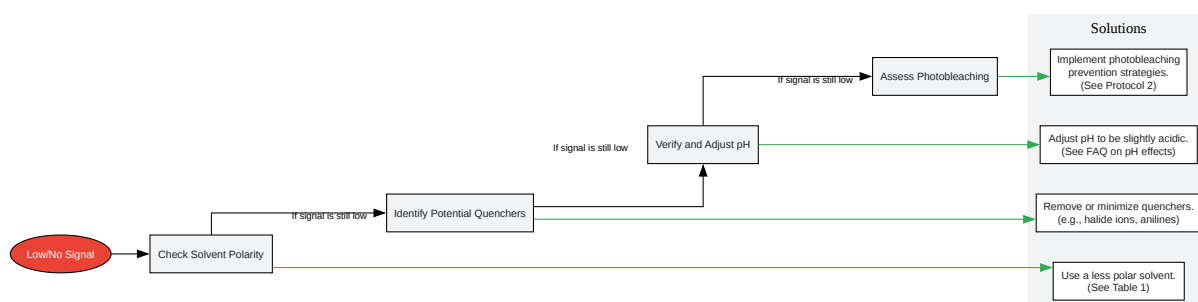 Solutions
Implement photobleaching
prevention strategies.
(See Protocol 2)
Assess Photobleaching
If signal is still low
Adjust pH to be slightly acidic.
(See FAQ on pH effects)
Verify and Adjust pH
If signal is still low
Remove or minimize quenchers.
(e.g., halide ions, anilines)
Identify Potential Quenchers
If signal is still low
Low/No Signal
Check Solvent Polarity
Use a less polar solvent.
(See Table 1)